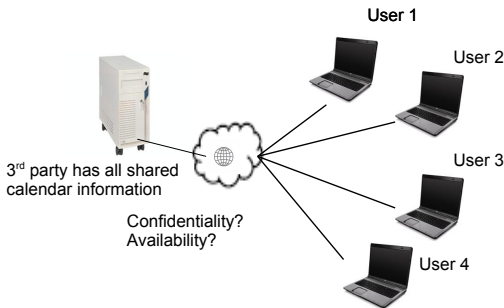 User 1
User 2
3rd party has all shared
calendar information
User 3
Confidentiality?
Availability?
User 4